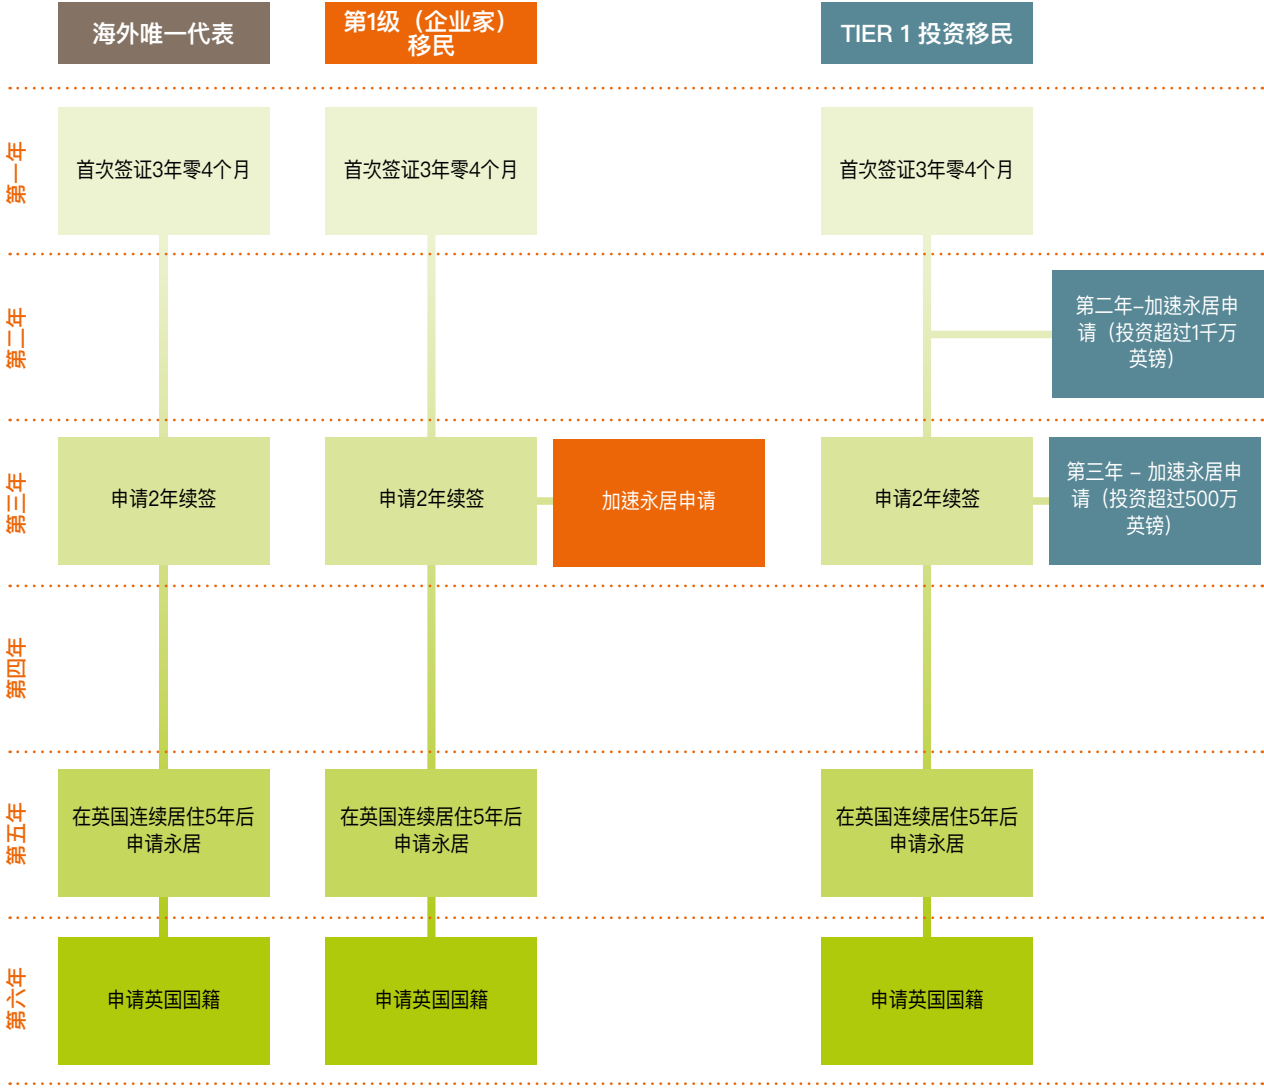 海外唯一代表
第1级（企业家）
移民
TIER 1 投资移民
第一年
首次签证3年零4个月
首次签证3年零4个月
首次签证3年零4个月
第二年
第二年–加速永居申
请（投资超过1千万
英镑）
第三年
申请2年续签
申请2年续签
加速永居申请
申请2年续签
第三年 – 加速永居申
请（投资超过500万
英镑）
第四年
第五年
在英国连续居住5年后
申请永居
在英国连续居住5年后
申请永居
在英国连续居住5年后
申请永居
第六年
申请英国国籍
申请英国国籍
申请英国国籍